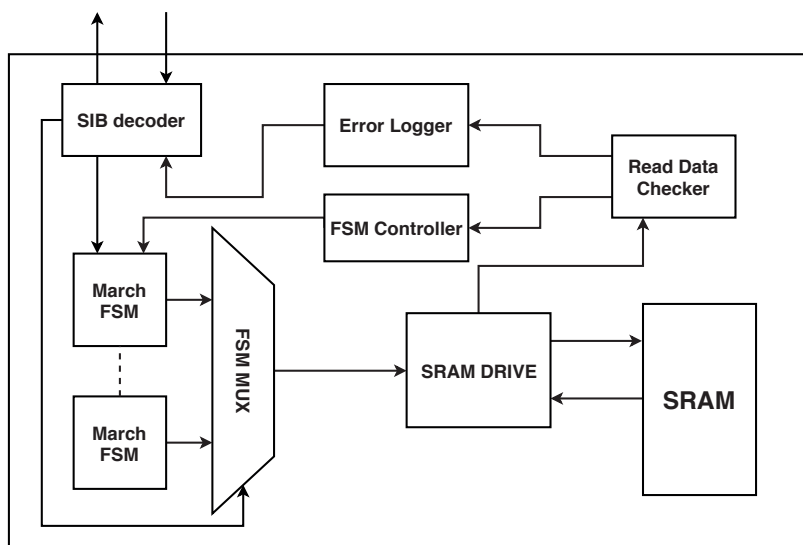 SIB decoder
Error Logger
Read Data
Checker
FSM Controller
March
FSM
FSM MUX
SRAM DRIVE
SRAM
March
FSM